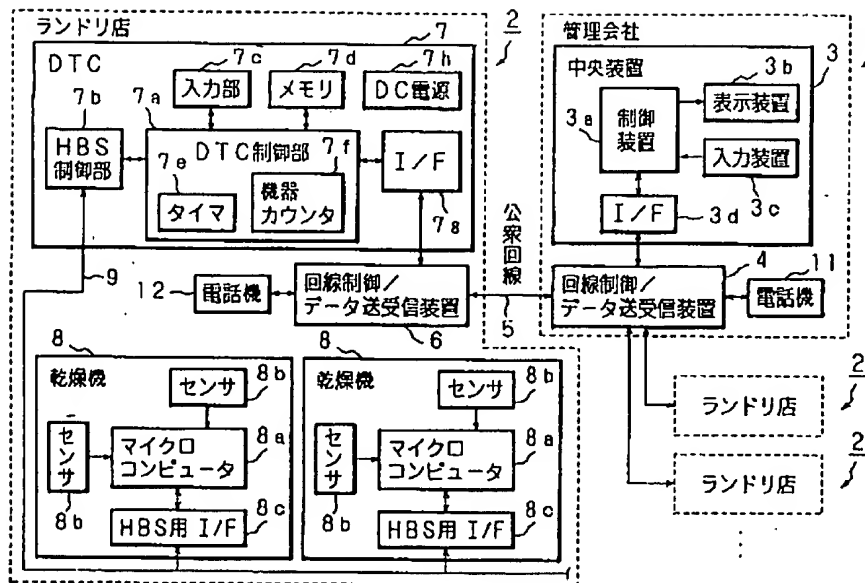 ランドリ店
2
7
DTC
7c
7d
7h
入力部
メモリ
DC電源
7b
7a
HBS
制御部
DTC制御部
7f
7e
タイマ
機器
カウンタ
I/F
7g
9
12
電話機
回線制御/
データ送受信装置
6
公衆回線
5
管理会社
中央装置
3
3b
表示装置
3a
制御
装置
入力装置
3c
I/F
3d
4
11
回線制御/
データ送受信装置
電話機
8
乾燥機
センサ
8b
センサ
8b
マイクロ
コンピュータ
8a
HBS用 I/F
8c
8
乾燥機
センサ
8b
センサ
8b
マイクロ
コンピュータ
8a
HBS用 I/F
8c
2
ランドリ店
2
ランドリ店